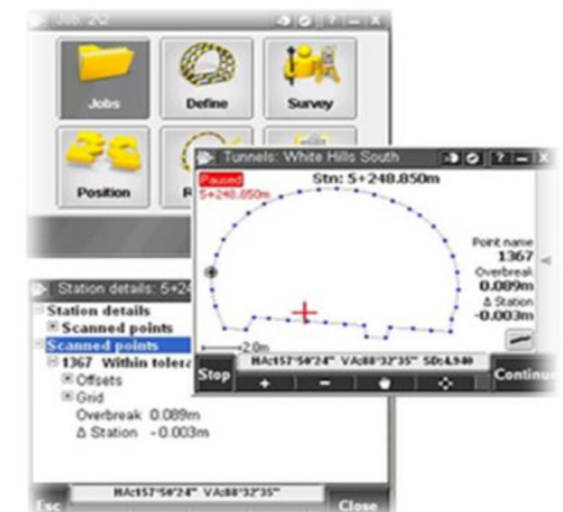 Job: 2\2
Jobs
Define
Survey
Position
R
Tunnels: White Hills South
Paused
Stn: 5+248.850m
5+248.850m
Point name
1367
Overbreak
0.089m
Δ Station
-0.003m
2.0m
HA:157°50'24" VA:88°32'35" SD:4.940
Stop
Continue
Station details: 5+24
Station details
Scanned points
Scanned points
1367 Within tolera
Offsets
Grid
Overbreak 0.089m
Δ Station -0.003m
HA:157°50'24" VA:88°32'35"
Esc
Close